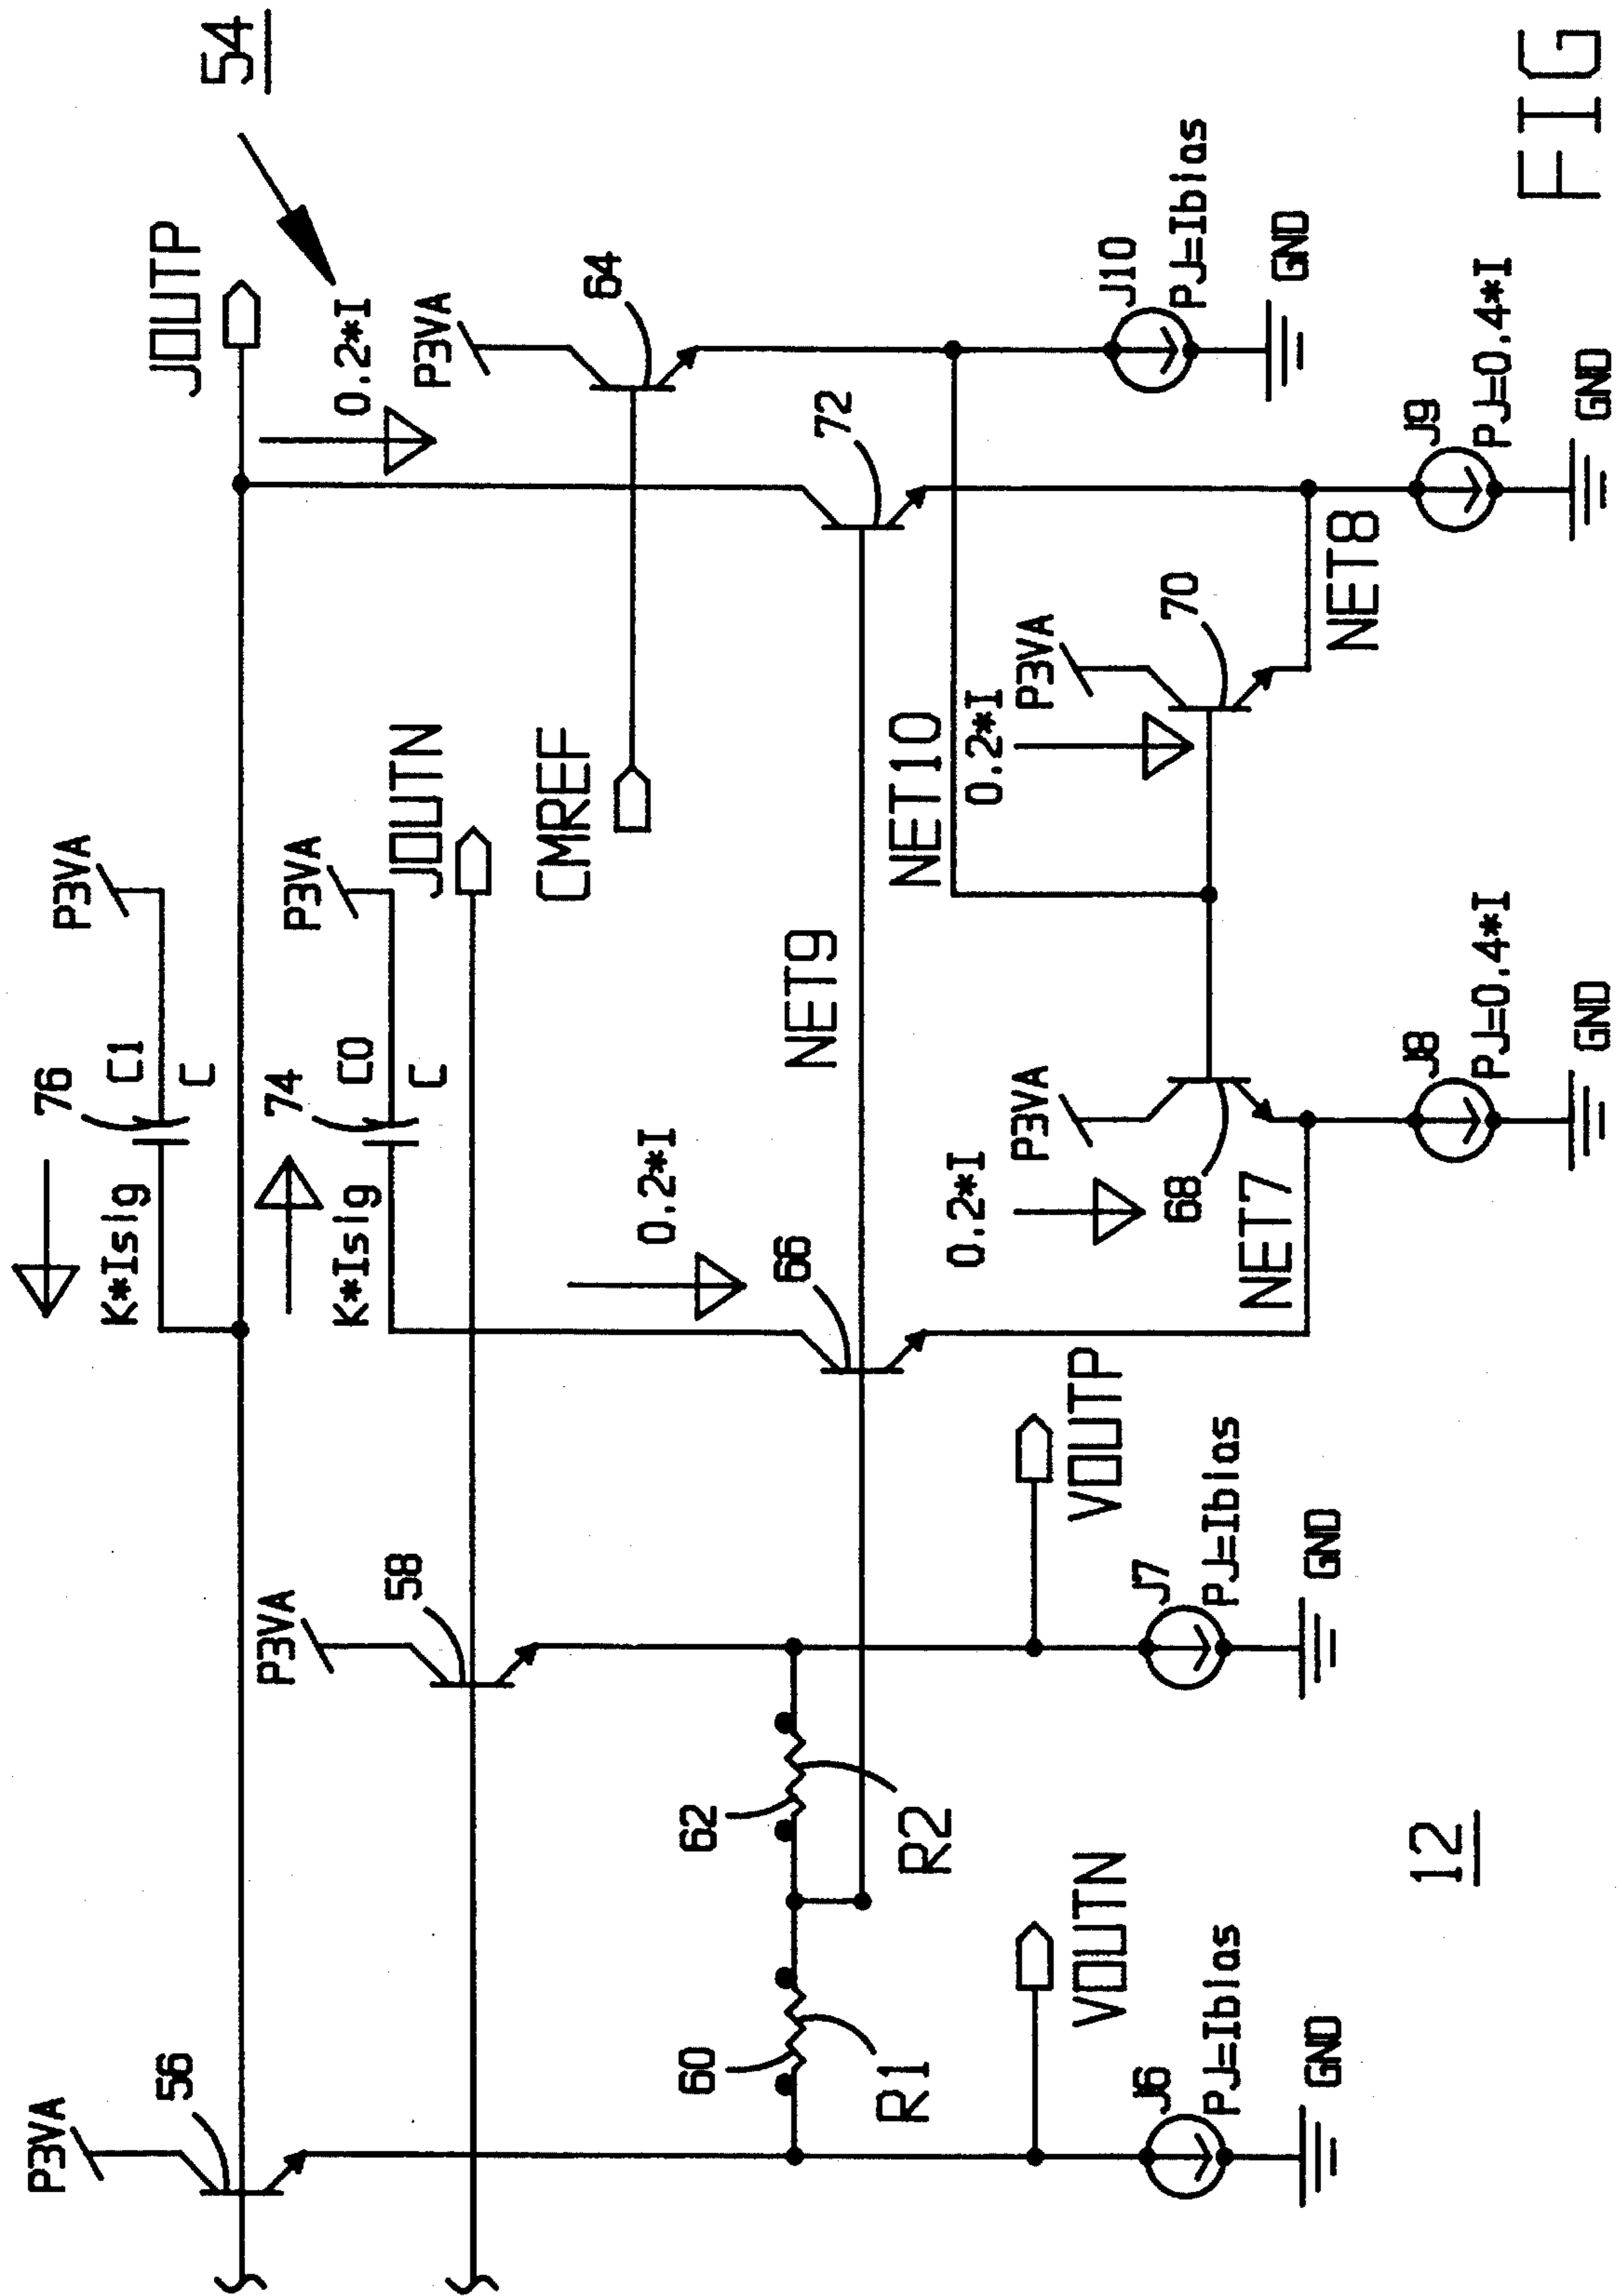 54
JOUTP
0.2*I
P3VA
64
J10
PJ=Ibias
GND
72
J9
PJ=0.4*I
GND
FIG
P3VA
76
C1
C
K*Isig
P3VA
74
C0
C
K*Isig
JOUTN
CMREF
NET9
NET10
0.2*I
P3VA
70
NET8
0.2*I
66
0.2*I
P3VA
68
NET7
J8
PJ=0.4*I
GND
P3VA
58
62
R2
VOUTP
J7
PJ=Ibias
GND
P3VA
56
60
R1
VOUTN
J6
PJ=Ibias
GND
12